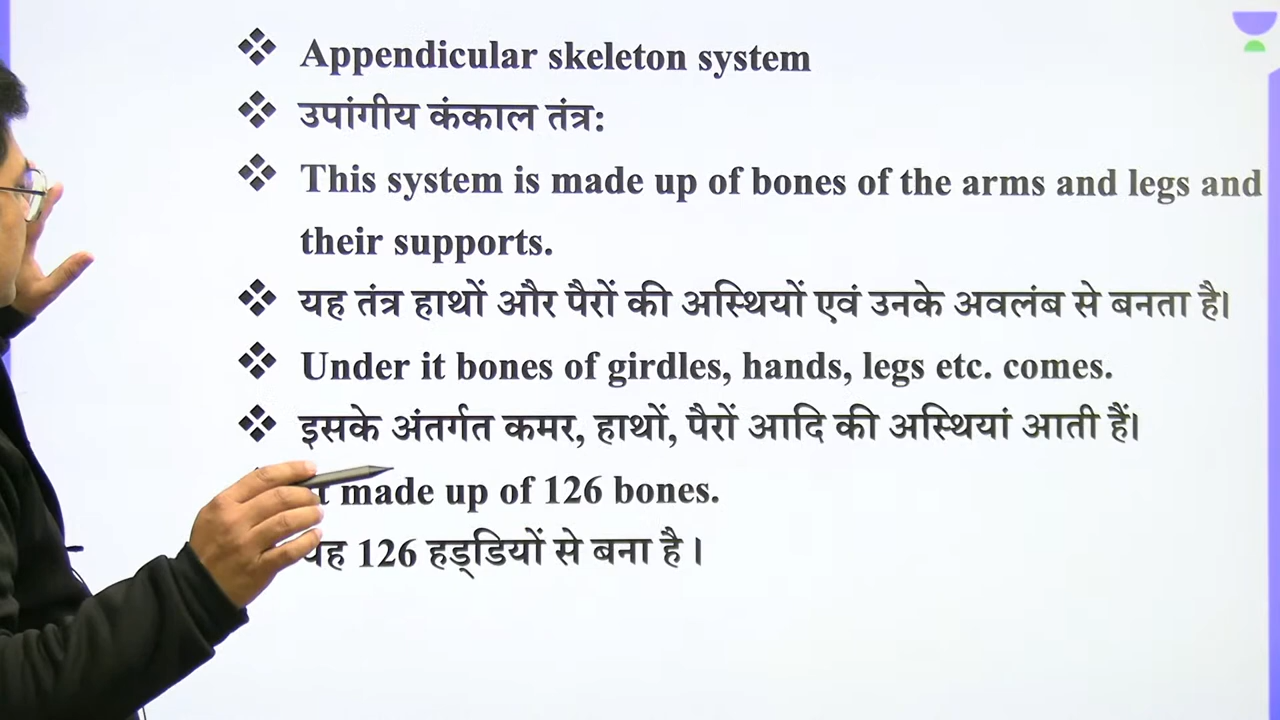 Appendicular skeleton system
उपांगीय कंकाल तंत्र:
This system is made up of bones of the arms and legs and
their supports.
यह तंत्र हाथों और पैरों की अस्थियों एवं उनके अवलंब से बनता है।
Under it bones of girdles, hands, legs etc. comes.
इसके अंतर्गत कमर, हाथों, पैरों आदि की अस्थियां आती हैं।
made up of 126 bones.
यह 126 हड्डियों से बना है ।